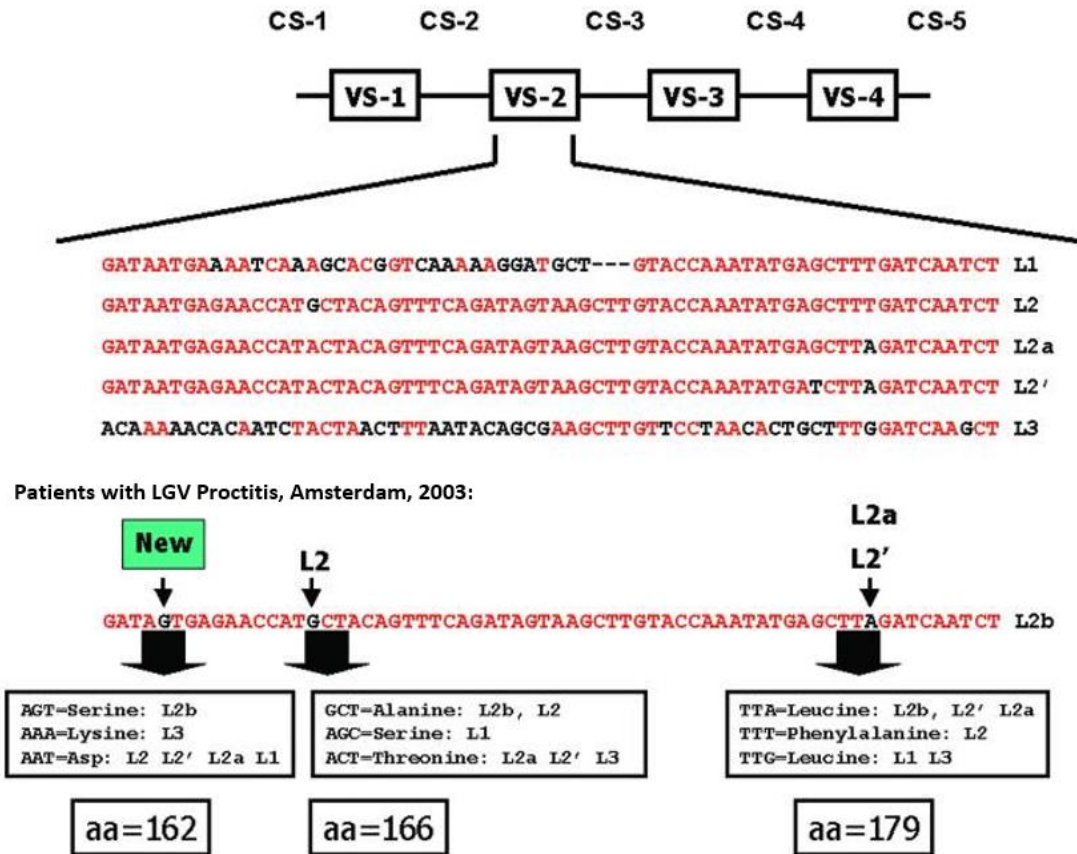 CS-1 CS-2 CS-3 CS-4 CS-5
VS-1 VS-2 VS-3 VS-4
GATAATGAAAATCAAAGCACGGTCAAAAAGGATGCT---GTACCAAATATGAGCTTTGATCAATCT L1
GATAATGAGAACCATGCTACAGTTTCAGATAGTAAGCTTGTACCAAATATGAGCTTTGATCAATCT L2
GATAATGAGAACCATACTACAGTTTCAGATAGTAAGCTTGTACCAAATATGAGCTTAGATCAATCT L2a
GATAATGAGAACCATACTACAGTTTCAGATAGTAAGCTTGTACCAAATATGATCTTAGATCAATCT L2′
ACAAAAACACAATCTACTAACTTTAATACAGCGAAGCTTGTTCCTAACACTGCTTTGGATCAAGCT L3
Patients with LGV Proctitis, Amsterdam, 2003:
L2a
New L2 L2′
GATAGTGAGAACCATGCTACAGTTTCAGATAGTAAGCTTGTACCAAATATGAGCTTAGATCAATCT L2b
AGT=Serine: L2b
AAA=Lysine: L3
AAT=Asp: L2 L2′ L2a L1
GCT=Alanine: L2b, L2
AGC=Serine: L1
ACT=Threonine: L2a L2′ L3
TTA=Leucine: L2b, L2′ L2a
TTT=Phenylalanine: L2
TTG=Leucine: L1 L3
aa=162 aa=166 aa=179